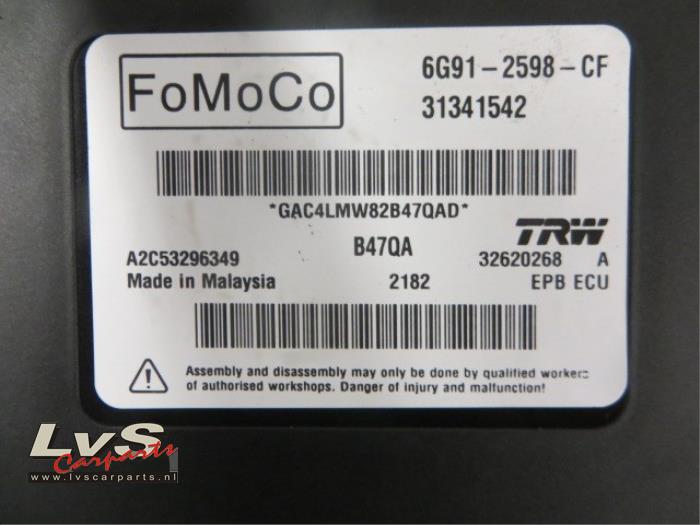 FoMoCo
6G91-2598-CF
31341542
*GAC4LMW82B47QAD*
TRW
A2C53296349
B47QA
32620268 A
Made in Malaysia
2182
EPB ECU
Assembly and disassembly may only be done by qualified workers
of authorised workshops. Danger of injury and malfunction!
LvS
Carparts
www.lvscarparts.nl